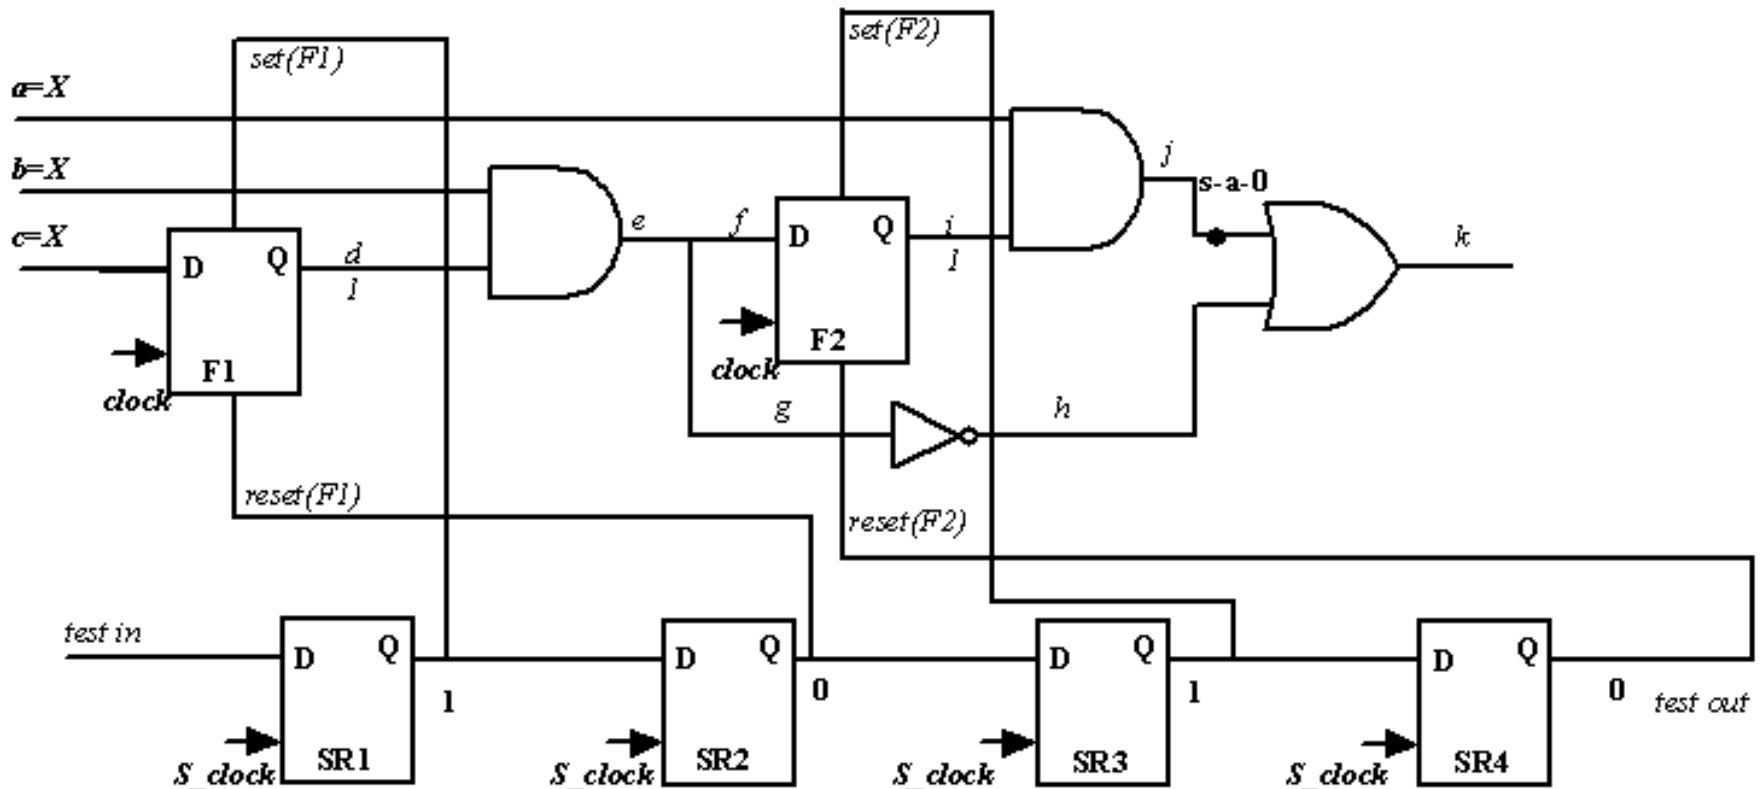 set(F1)
set(F2)
a=X
b=X
c=X
j
s-a-0
e
f
D
Q
i
1
k
D
Q
d
1
F1
clock
F2
clock
g
h
reset(F1)
reset(F2)
test in
D
Q
1
SR1
S_clock
D
Q
0
SR2
S_clock
D
Q
1
SR3
S_clock
D
Q
0
SR4
S_clock
test out